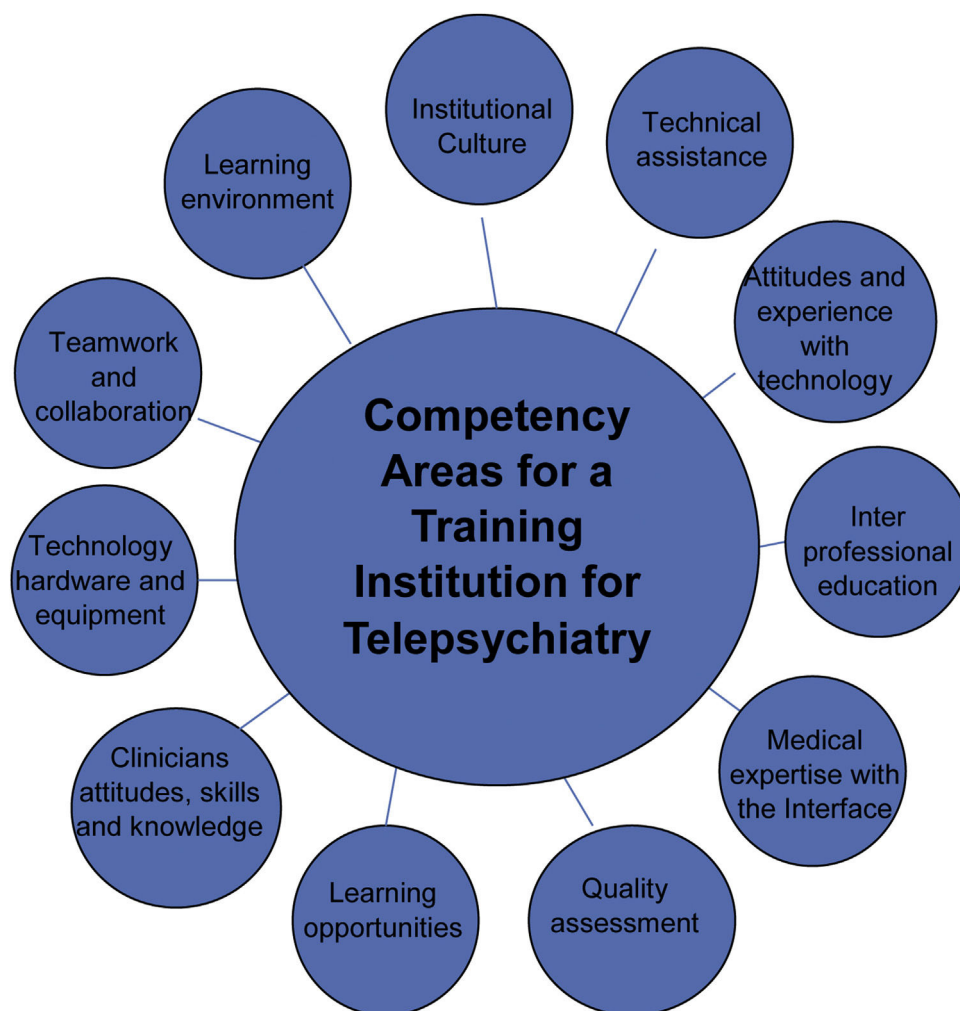 Institutional
Culture
Technical
assistance
Learning
environment
Attitudes and
experience
with
technology
Teamwork
and
collaboration
Competency
Areas for a
Training
Institution for
Telepsychiatry
Inter
professional
education
Technology
hardware and
equipment
Medical
expertise with
the Interface
Clinicians
attitudes, skills
and knowledge
Quality
assessment
Learning
opportunities